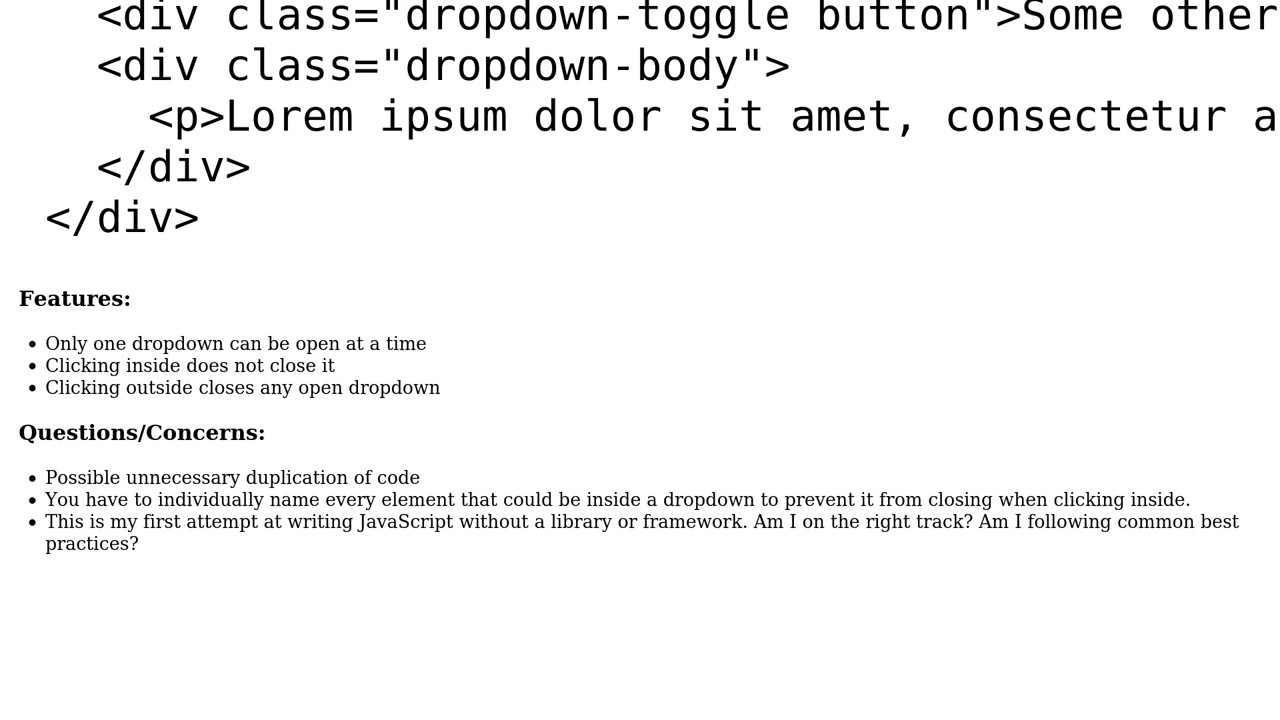 <div class="dropdown-toggle button">Some other
<div class="dropdown-body">
<p>Lorem ipsum dolor sit amet, consectetur a
</div>
</div>
Features:
• Only one dropdown can be open at a time
• Clicking inside does not close it
• Clicking outside closes any open dropdown
Questions/Concerns:
• Possible unnecessary duplication of code
• You have to individually name every element that could be inside a dropdown to prevent it from closing when clicking inside.
• This is my first attempt at writing JavaScript without a library or framework. Am I on the right track? Am I following common best
practices?